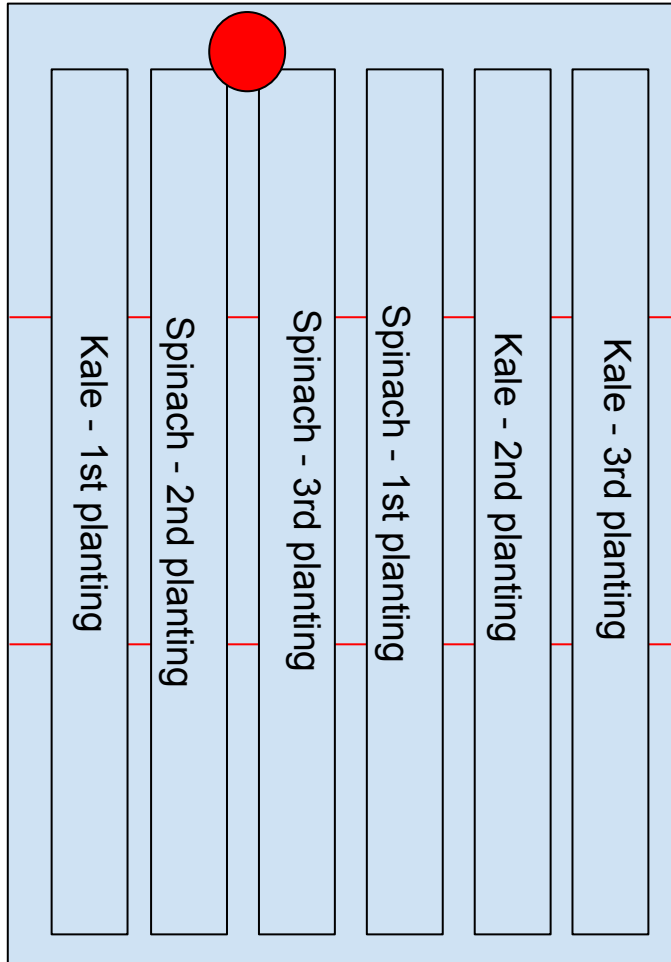 Kale - 1st planting
Spinach - 2nd planting
Spinach - 3rd planting
Spinach - 1st planting
Kale - 2nd planting
Kale - 3rd planting